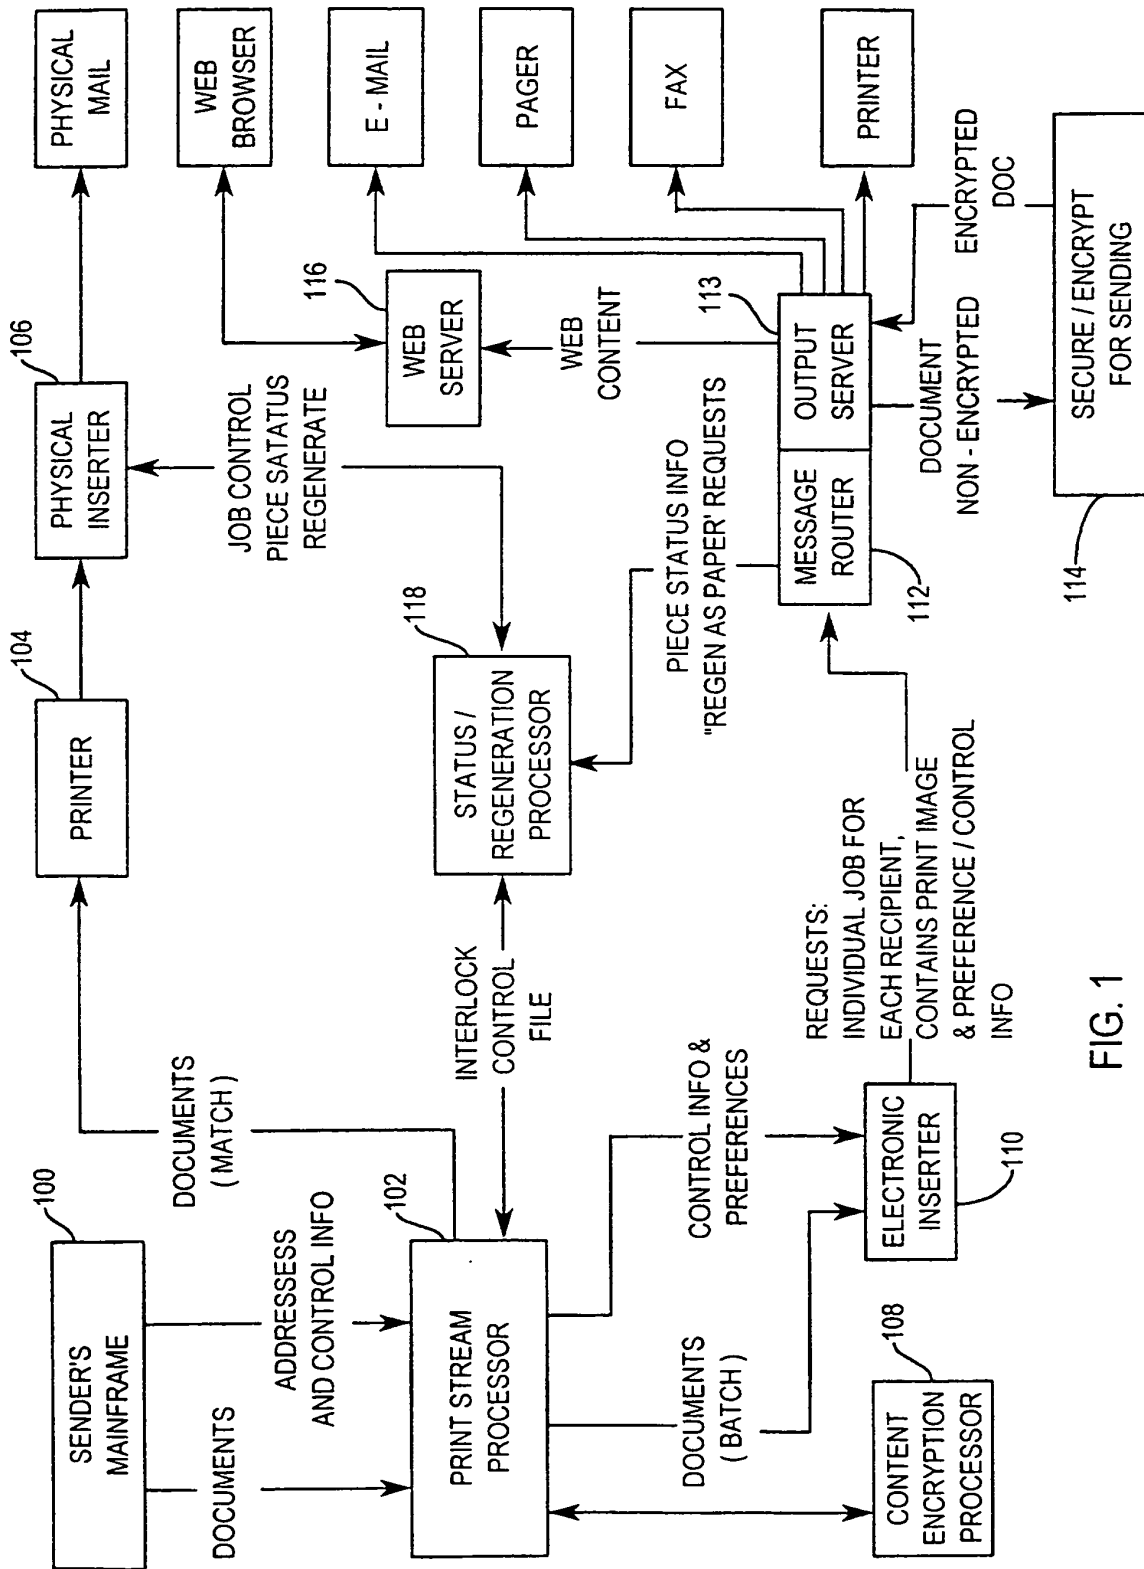 100
SENDER'S
MAINFRAME
DOCUMENTS
ADDRESSESS
AND CONTROL INFO
102
PRINT STREAM
PROCESSOR
DOCUMENTS
( MATCH )
104
PRINTER
106
PHYSICAL
INSERTER
PHYSICAL
MAIL
JOB CONTROL
PIECE SATATUS
REGENERATE
INTERLOCK
CONTROL
FILE
118
STATUS /
REGENERATION
PROCESSOR
116
WEB
SERVER
WEB
BROWSER
E - MAIL
PAGER
FAX
PRINTER
WEB
CONTENT
PIECE STATUS INFO
"REGEN AS PAPER' REQUESTS
113
MESSAGE
ROUTER
OUTPUT
SERVER
112
CONTROL INFO &
PREFERENCES
DOCUMENTS
( BATCH )
108
CONTENT
ENCRYPTION
PROCESSOR
ELECTRONIC
INSERTER
110
REQUESTS:
INDIVIDUAL JOB FOR
EACH RECIPIENT,
CONTAINS PRINT IMAGE
& PREFERENCE / CONTROL
INFO
DOCUMENT
NON - ENCRYPTED
ENCRYPTED
DOC
114
SECURE / ENCRYPT
FOR SENDING
FIG. 1